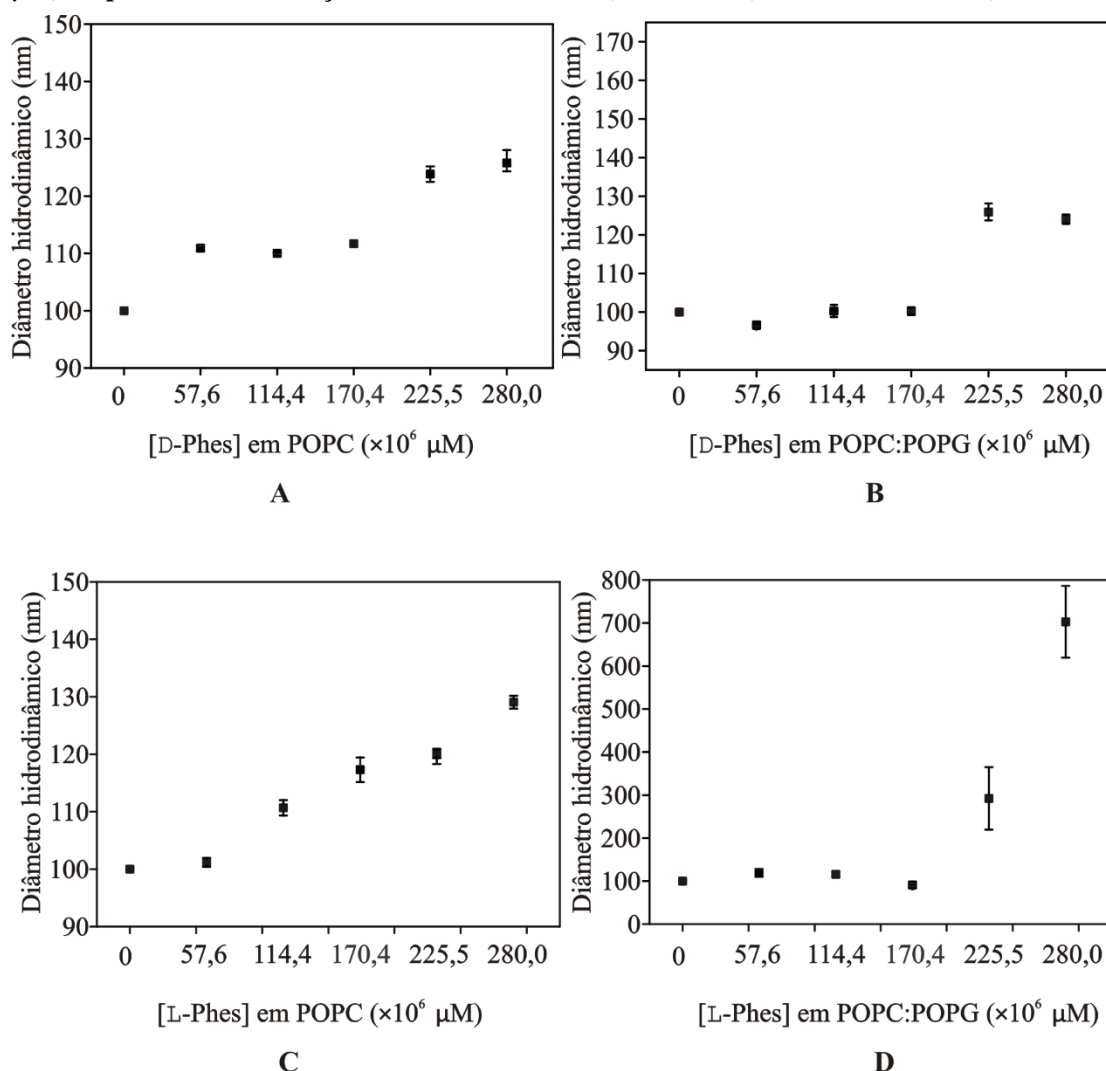 150
140
130
120
110
100
90
Diâmetro hidrodinâmico (nm)
0 57,6 114,4 170,4 225,5 280,0
[D-Phes] em POPC (×10⁶ µM)
A
170
160
150
140
130
120
110
100
90
Diâmetro hidrodinâmico (nm)
0 57,6 114,4 170,4 225,5 280,0
[D-Phes] em POPC:POPG (×10⁶ µM)
B
150
140
130
120
110
100
90
Diâmetro hidrodinâmico (nm)
0 57,6 114,4 170,4 225,5 280,0
[L-Phes] em POPC (×10⁶ µM)
C
800
700
600
500
400
300
200
100
0
Diâmetro hidrodinâmico (nm)
0 57,6 114,4 170,4 225,5 280,0
[L-Phes] em POPC:POPG (×10⁶ µM)
D